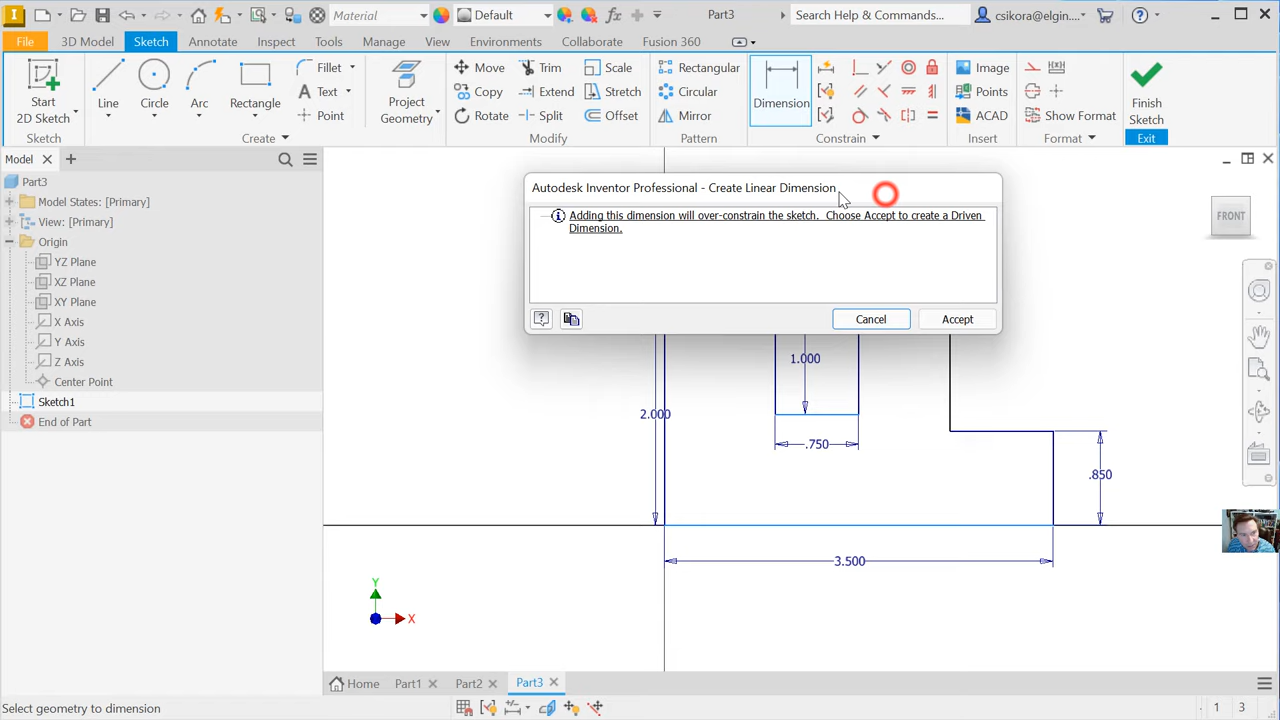 Material
Default
Part3
Search Help & Commands...
csikora@elgin....
File
3D Model
Sketch
Annotate
Inspect
Tools
Manage
View
Environments
Collaborate
Fusion 360
Start
2D Sketch
Line
Circle
Arc
Rectangle
Fillet
Text
Point
Project
Geometry
Move
Copy
Rotate
Trim
Extend
Split
Scale
Stretch
Offset
Rectangular
Circular
Mirror
Dimension
Image
Points
ACAD
Show Format
Finish
Sketch
Sketch
Create
Modify
Pattern
Constrain
Insert
Format
Exit
Model
Part3
Model States: [Primary]
View: [Primary]
Origin
YZ Plane
XZ Plane
XY Plane
X Axis
Y Axis
Z Axis
Center Point
Sketch1
End of Part
Autodesk Inventor Professional - Create Linear Dimension
Adding this dimension will over-constrain the sketch. Choose Accept to create a Driven
Dimension.
Cancel
Accept
FRONT
1.000
2.000
.750
.850
3.500
Y
X
Home
Part1
Part2
Part3
Select geometry to dimension
1
3